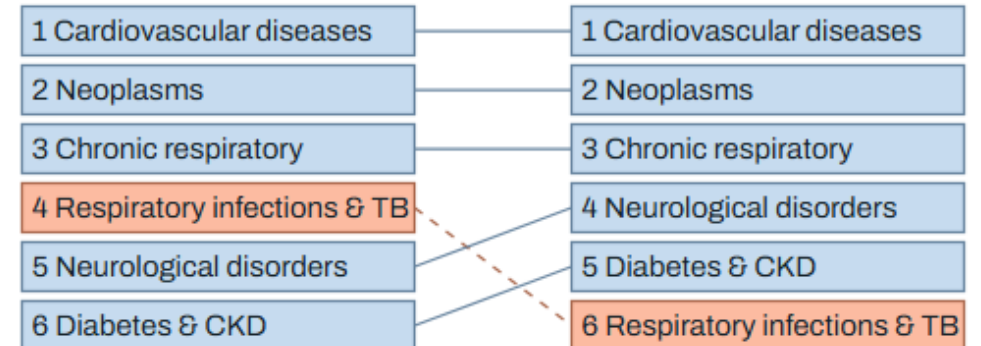 1 Cardiovascular diseases
2 Neoplasms
3 Chronic respiratory
4 Respiratory infections & TB
5 Neurological disorders
6 Diabetes & CKD
1 Cardiovascular diseases
2 Neoplasms
3 Chronic respiratory
4 Neurological disorders
5 Diabetes & CKD
6 Respiratory infections & TB